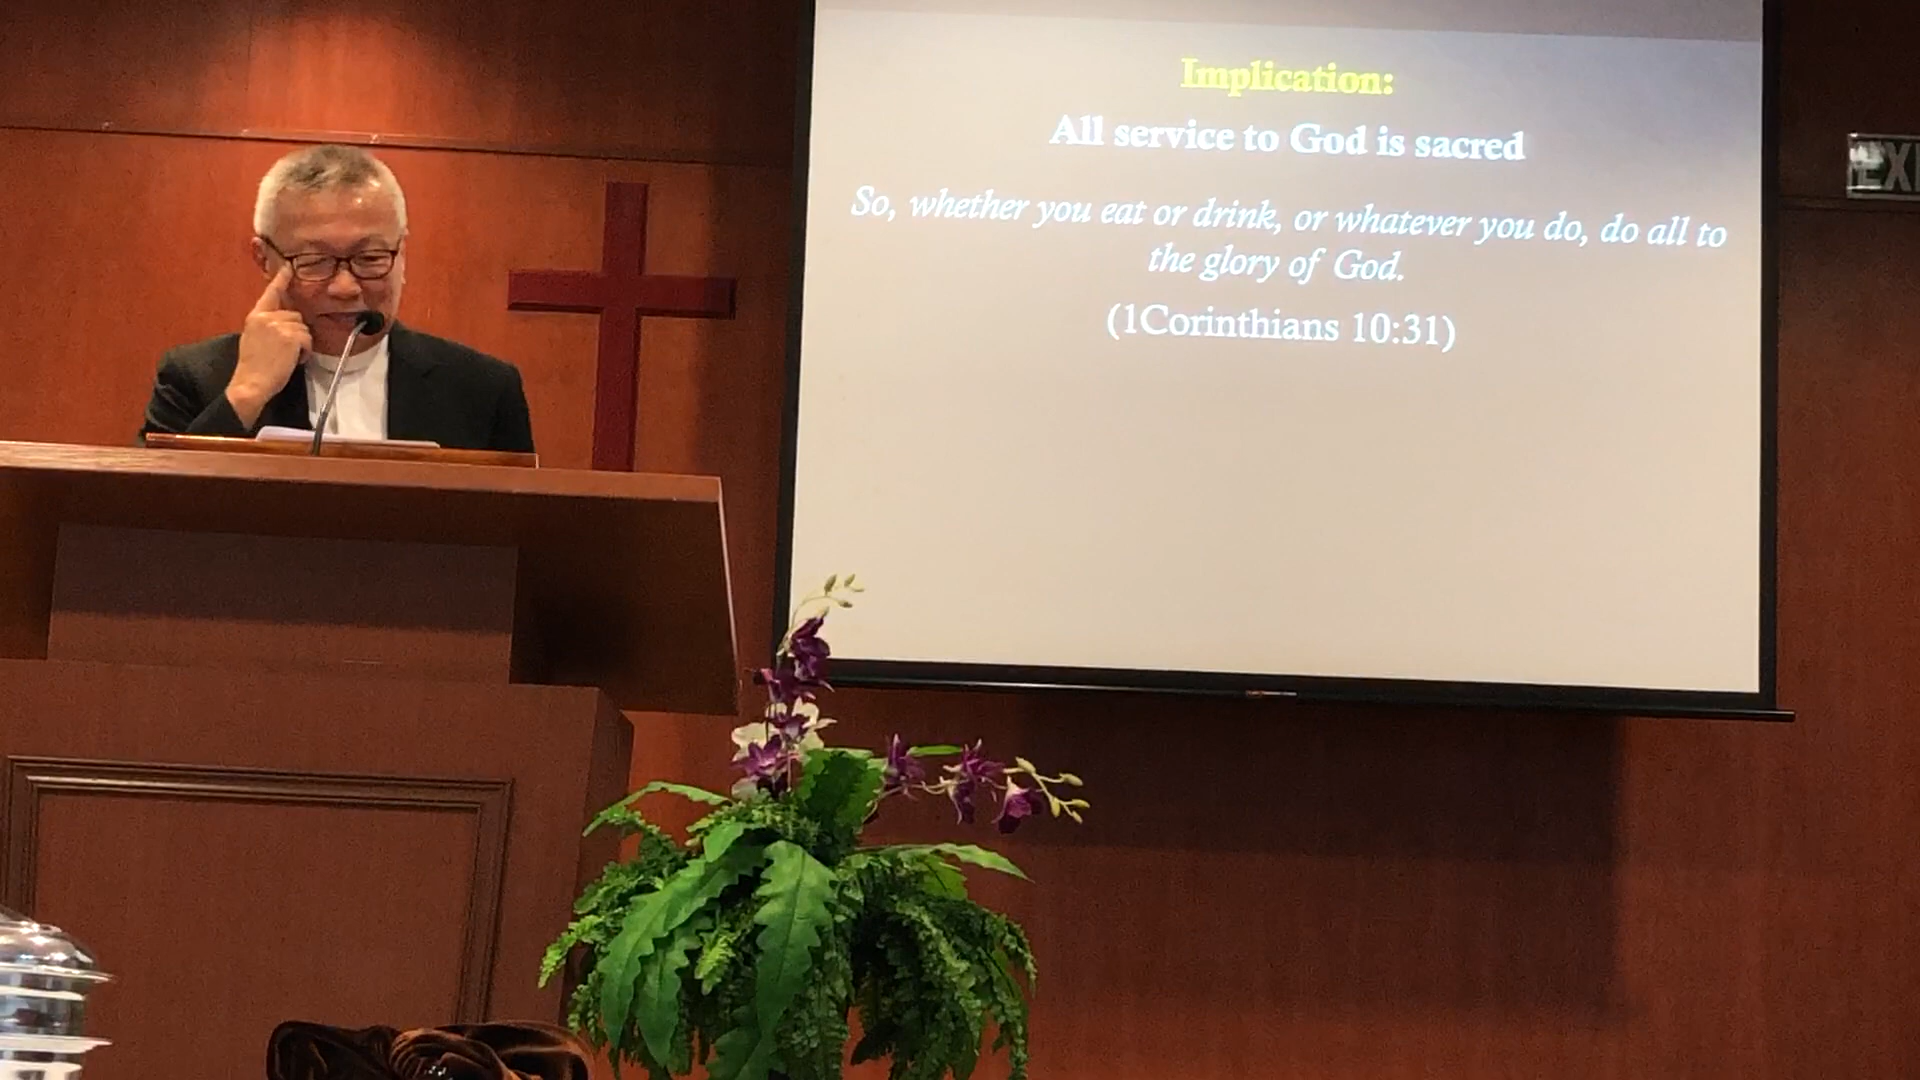 Implication:
All service to God is sacred
So, whether you eat or drink, or whatever you do, do all to
the glory of God.
(1Corinthians 10:31)